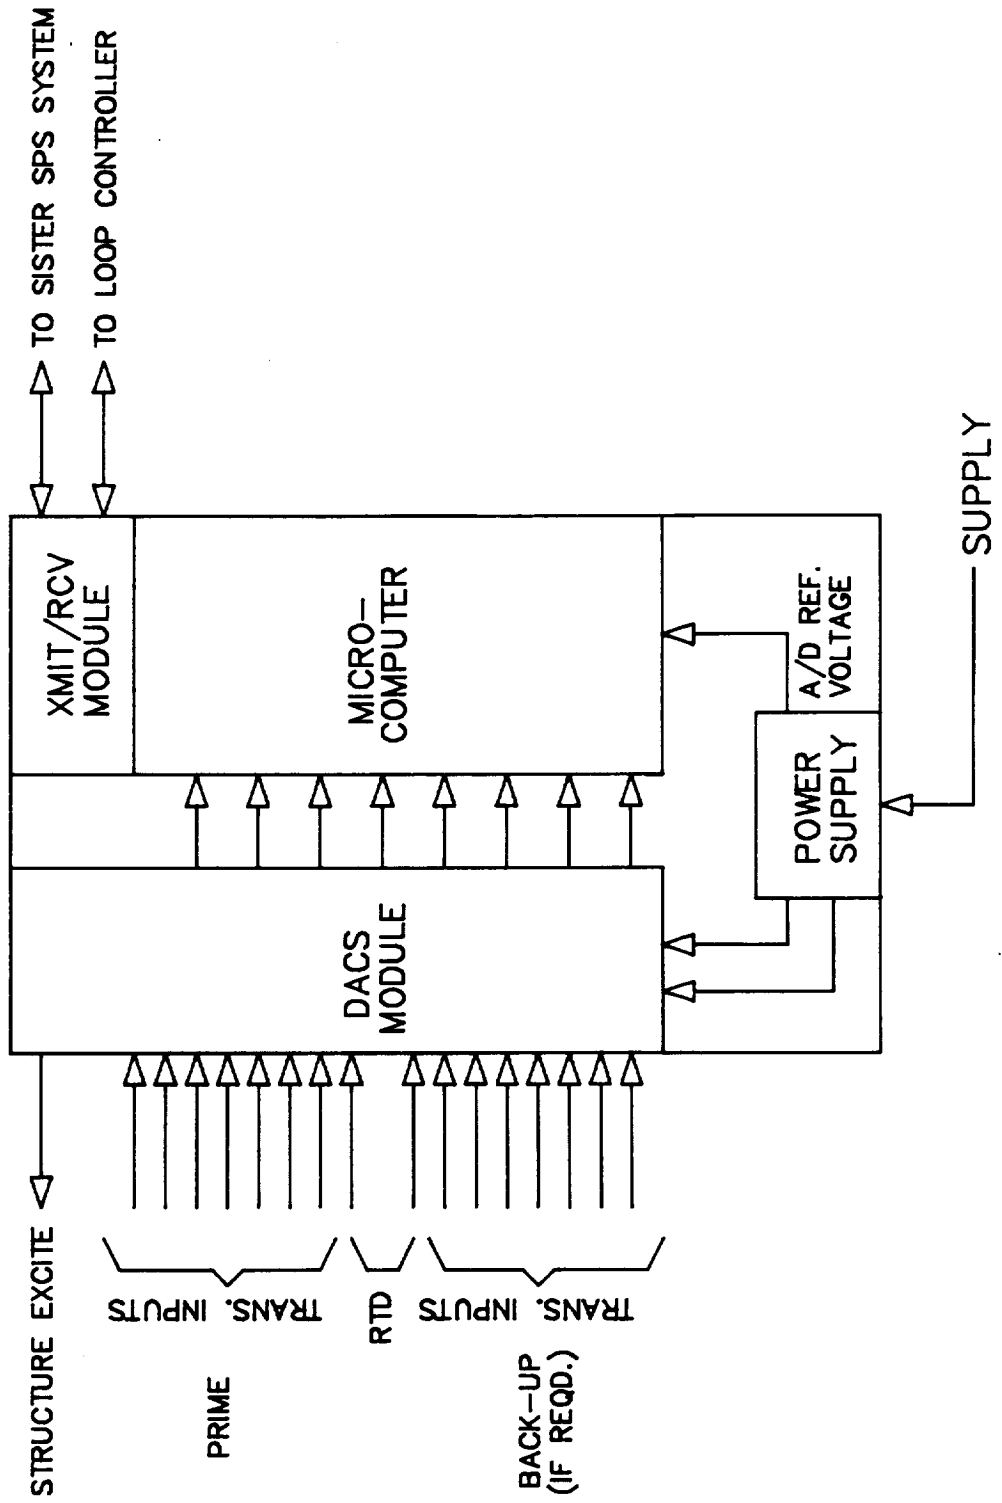 STRUCTURE EXCITE
TO SISTER SPS SYSTEM
TO LOOP CONTROLLER
XMIT/RCV
MODULE
PRIME
TRANS. INPUTS
RTD
BACK-UP
(IF REQD.)
TRANS. INPUTS
DACS
MODULE
MICRO-
COMPUTER
POWER
SUPPLY
A/D REF.
VOLTAGE
SUPPLY